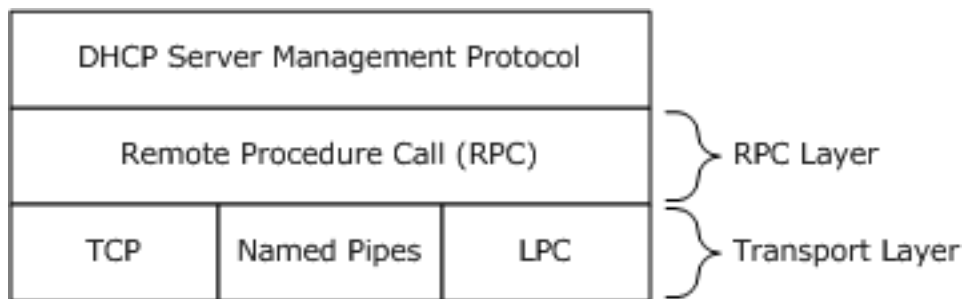 DHCP Server Management Protocol
Remote Procedure Call (RPC)
RPC Layer
TCP
Named Pipes
LPC
Transport Layer